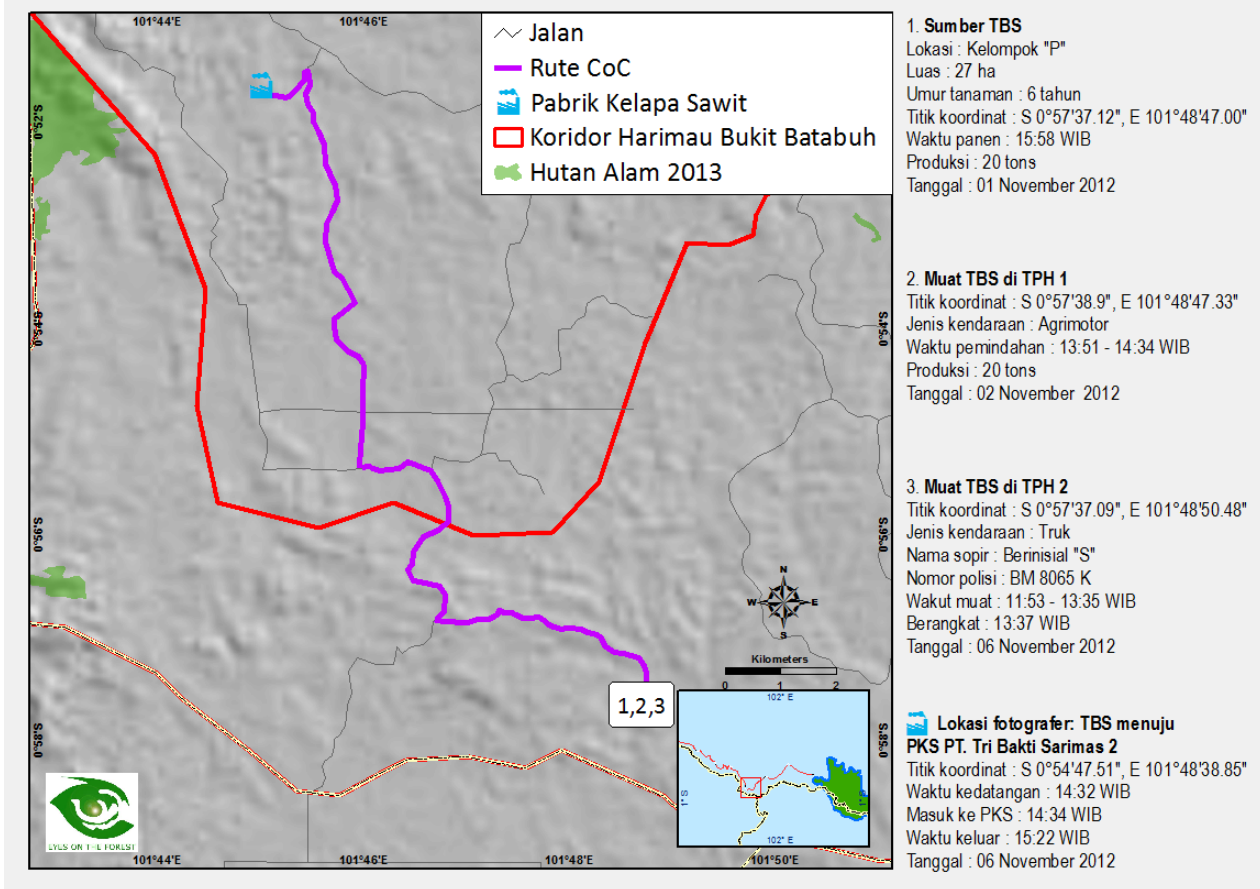 101°44'E
101°46'E
Jalan
Rute CoC
Pabrik Kelapa Sawit
Koridor Harimau Bukit Batabuh
Hutan Alam 2013
0°52'S
0°54'S
0°54'S
0°56'S
0°56'S
0°58'S
0°58'S
N
W
E
S
Kilometers
0
1
2
1,2,3
102° E
1° S
1° S
102° E
EYES ON THE FOREST
101°44'E
101°46'E
101°48'E
101°50'E
1. Sumber TBS
Lokasi : Kelompok "P"
Luas : 27 ha
Umur tanaman : 6 tahun
Titik koordinat : S 0°57'37.12", E 101°48'47.00"
Waktu panen : 15:58 WIB
Produksi : 20 tons
Tanggal : 01 November 2012
2. Muat TBS di TPH 1
Titik koordinat : S 0°57'38.9", E 101°48'47.33"
Jenis kendaraan : Agrimotor
Waktu pemindahan : 13:51 - 14:34 WIB
Produksi : 20 tons
Tanggal : 02 November 2012
3. Muat TBS di TPH 2
Titik koordinat : S 0°57'37.09", E 101°48'50.48"
Jenis kendaraan : Truk
Nama sopir : Berinisial "S"
Nomor polisi : BM 8065 K
Wakut muat : 11:53 - 13:35 WIB
Berangkat : 13:37 WIB
Tanggal : 06 November 2012
Lokasi fotografer: TBS menuju
PKS PT. Tri Bakti Sarimas 2
Titik koordinat : S 0°54'47.51", E 101°48'38.85"
Waktu kedatangan : 14:32 WIB
Masuk ke PKS : 14:34 WIB
Waktu keluar : 15:22 WIB
Tanggal : 06 November 2012